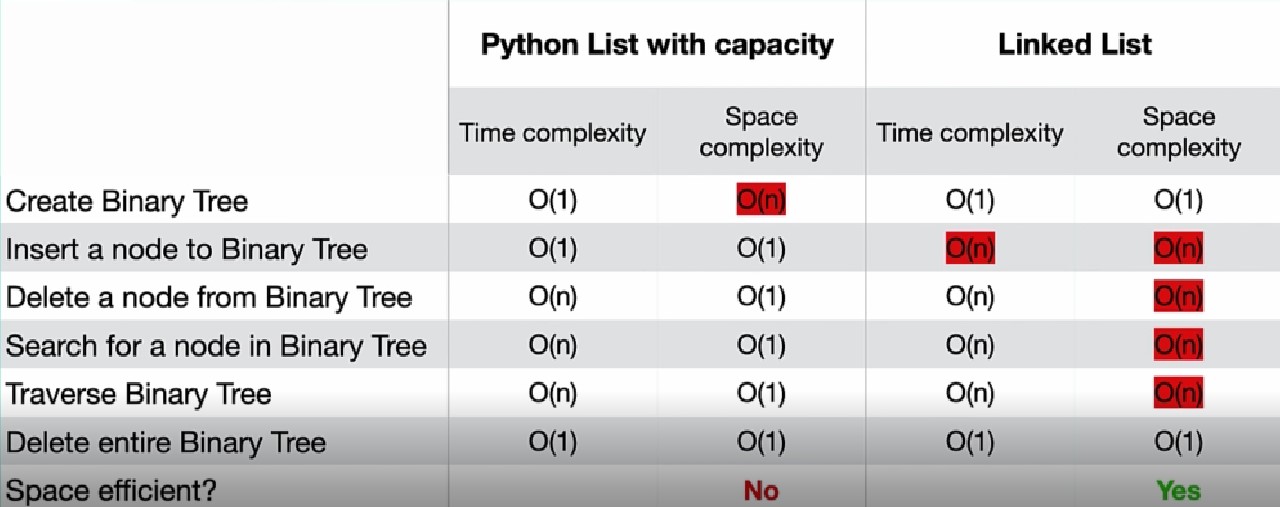 Python List with capacity Linked List
Time complexity Space complexity Time complexity Space complexity
Create Binary Tree O(1) O(n) O(1) O(1)
Insert a node to Binary Tree O(1) O(1) O(n) O(n)
Delete a node from Binary Tree O(n) O(1) O(n) O(n)
Search for a node in Binary Tree O(n) O(1) O(n) O(n)
Traverse Binary Tree O(n) O(1) O(n) O(n)
Delete entire Binary Tree O(1) O(1) O(1) O(1)
Space efficient? No Yes